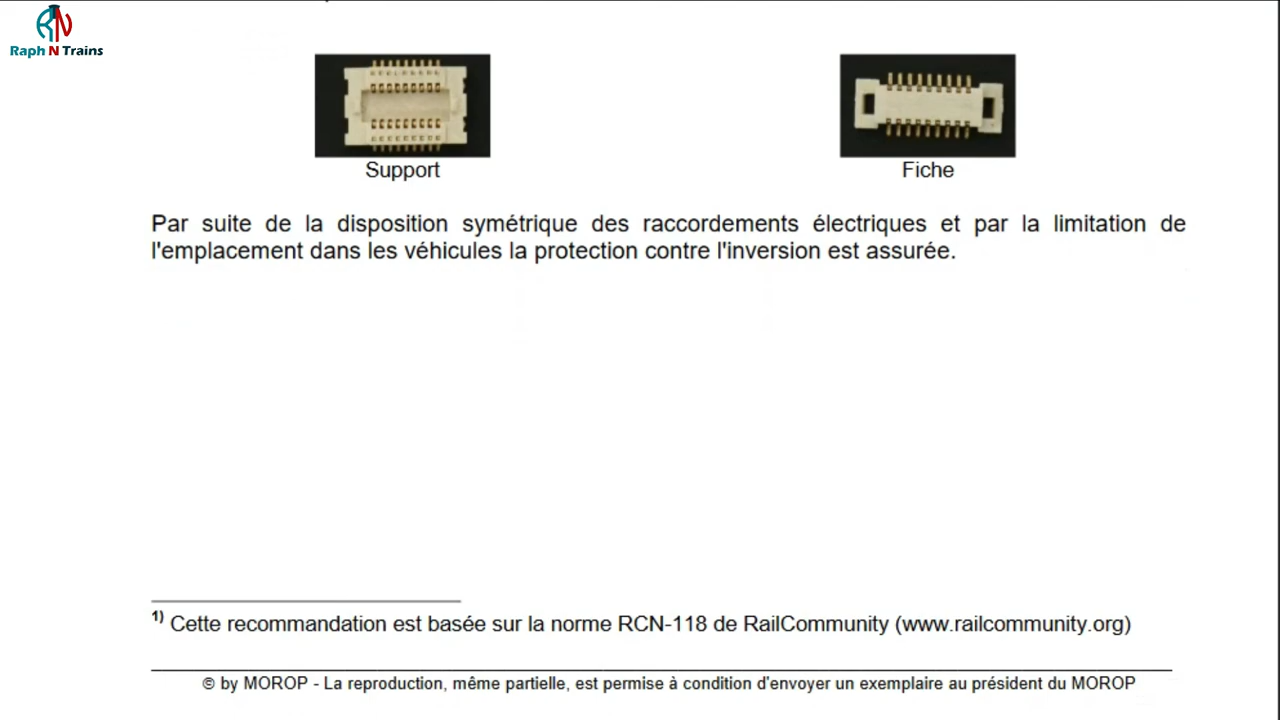 Raph N Trains
Support
Fiche
Par suite de la disposition symétrique des raccordements électriques et par la limitation de
l'emplacement dans les véhicules la protection contre l'inversion est assurée.
1) Cette recommandation est basée sur la norme RCN-118 de RailCommunity (www.railcommunity.org)
© by MOROP - La reproduction, même partielle, est permise à condition d'envoyer un exemplaire au président du MOROP